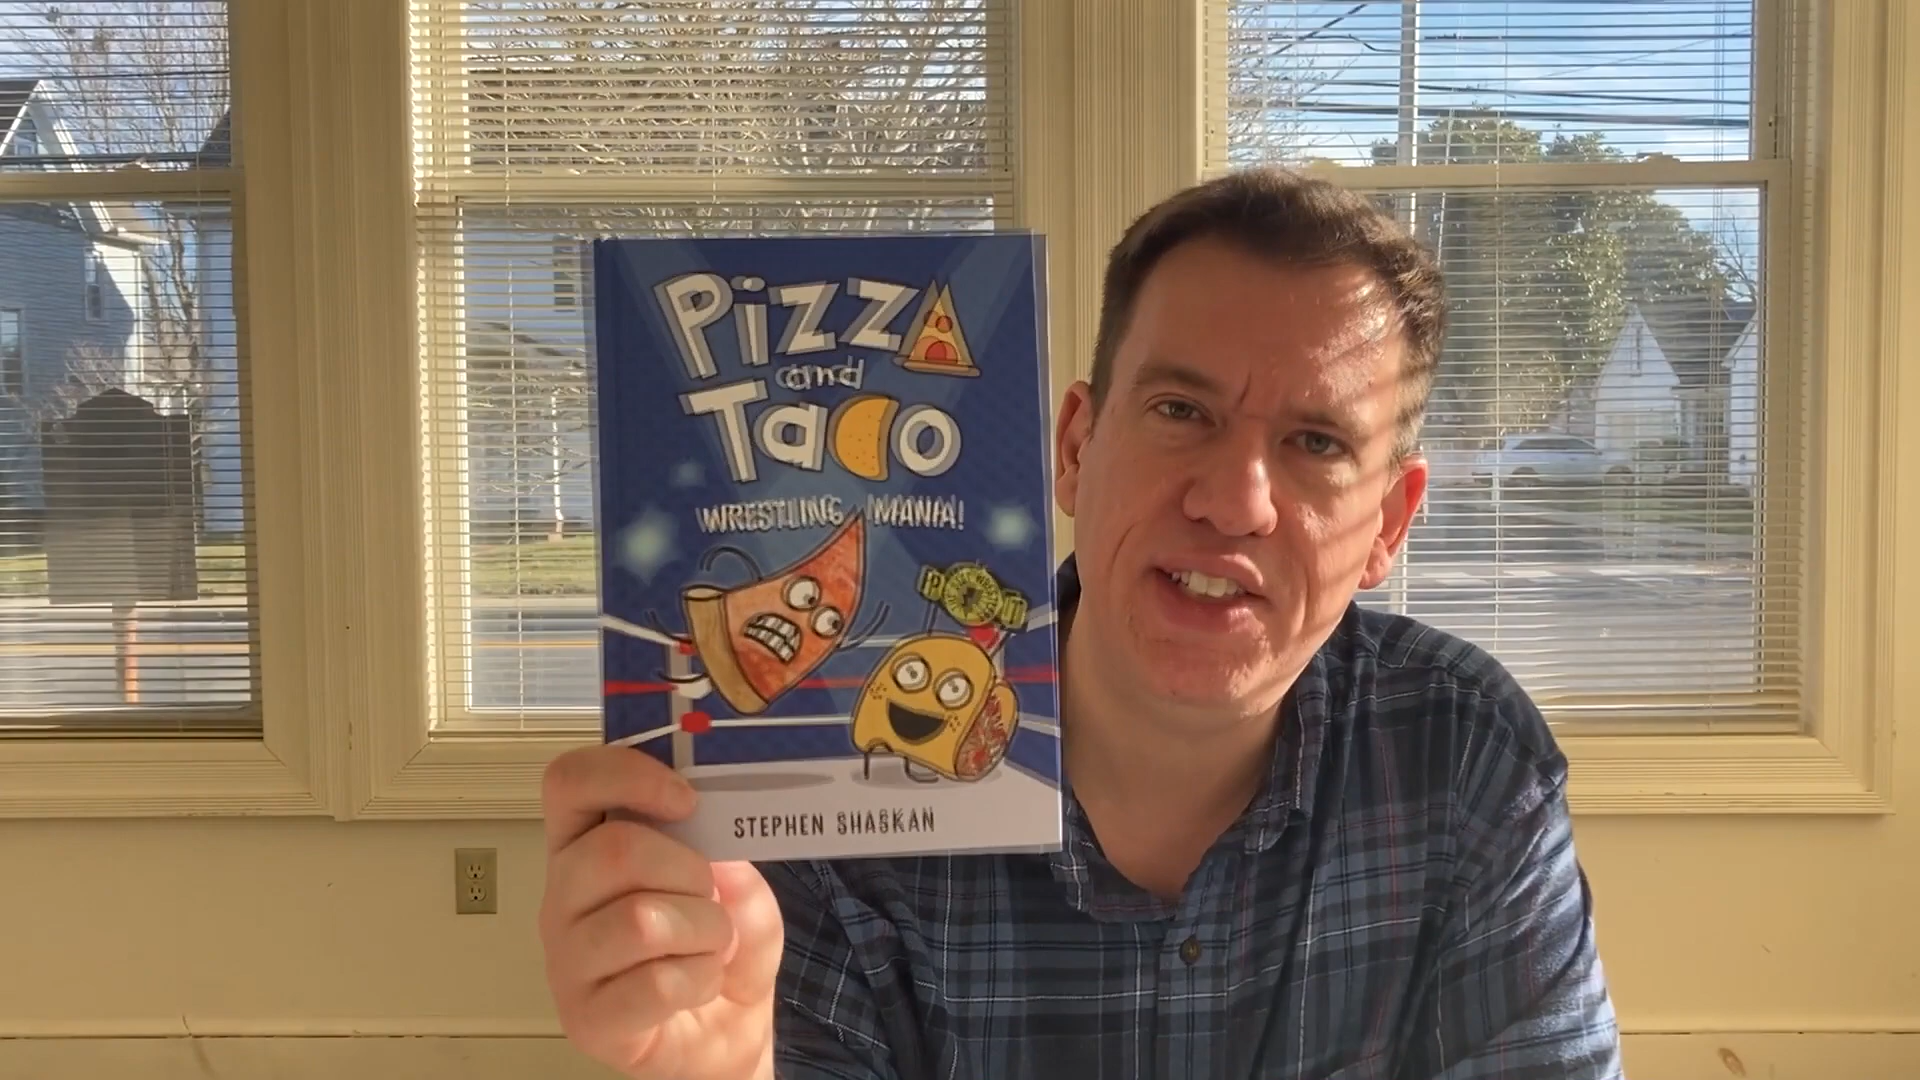 Pizza
and
Taco
WRESTLING MANIA!
STEPHEN SHASKAN